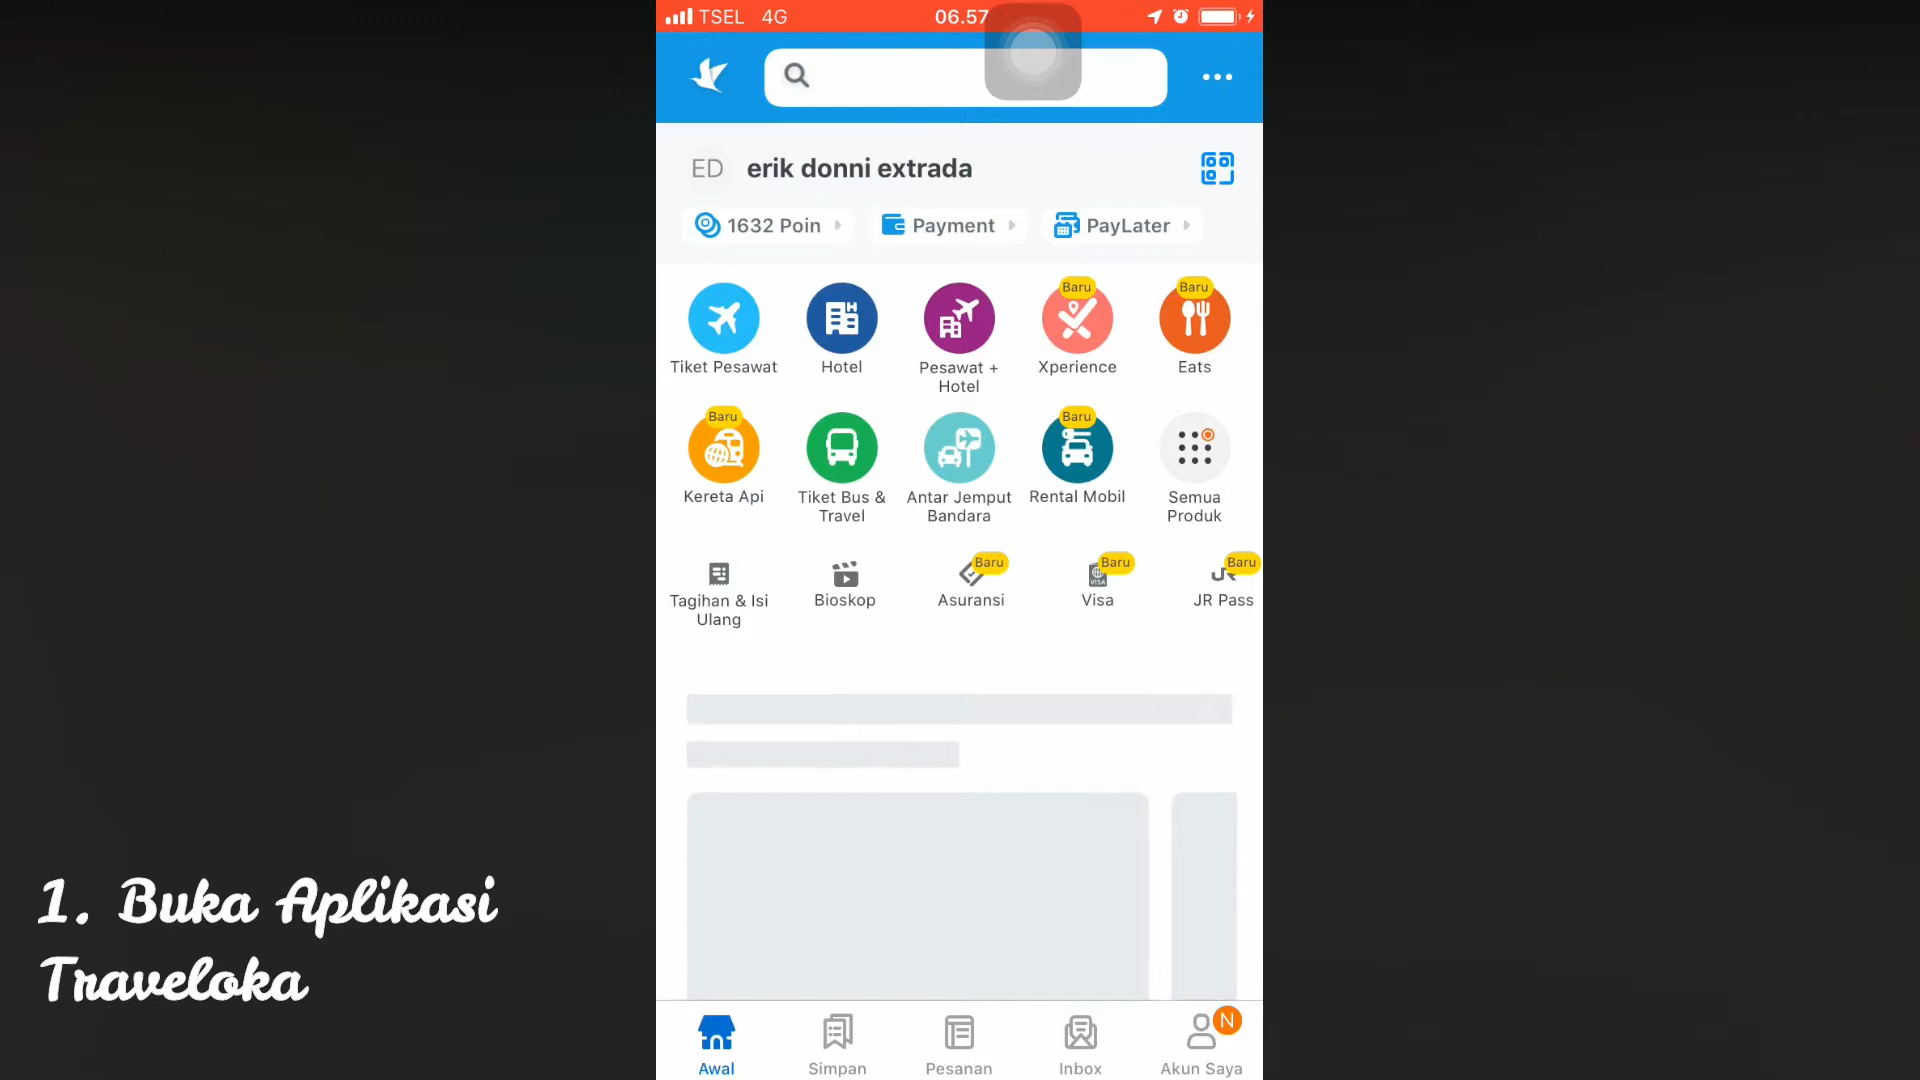 TSEL 4G 06.57
ED erik donni extrada
1632 Poin Payment PayLater
Baru Baru
Tiket Pesawat Hotel Pesawat + Hotel Xperience Eats
Baru Baru
Kereta Api Tiket Bus & Travel Antar Jemput Bandara Rental Mobil Semua Produk
Baru Baru Baru
VISA JR
Tagihan & Isi Ulang Bioskop Asuransi Visa JR Pass
1. Buka Aplikasi
Traveloka
N
Awal Simpan Pesanan Inbox Akun Saya